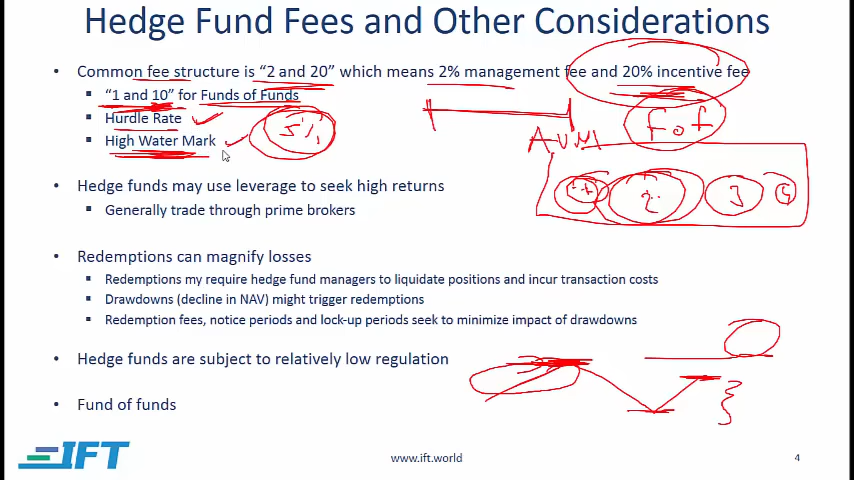 Hedge Fund Fees and Other Considerations
• Common fee structure is “2 and 20” which means 2% management fee and 20% incentive fee
▪ “1 and 10” for Funds of Funds
▪ Hurdle Rate
5%
▪ High Water Mark
AUM
FoF
2
3
4
• Hedge funds may use leverage to seek high returns
▪ Generally trade through prime brokers
• Redemptions can magnify losses
▪ Redemptions my require hedge fund managers to liquidate positions and incur transaction costs
▪ Drawdowns (decline in NAV) might trigger redemptions
▪ Redemption fees, notice periods and lock-up periods seek to minimize impact of drawdowns
• Hedge funds are subject to relatively low regulation
• Fund of funds
IFT
www.ift.world
4